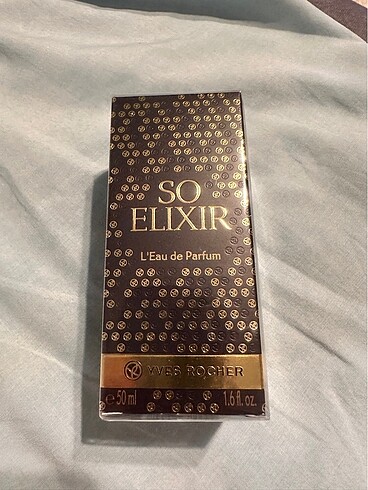 SO
ELIXIR
L'Eau de Parfum
YVES ROCHER
e 50 ml 1.6 fl. oz.